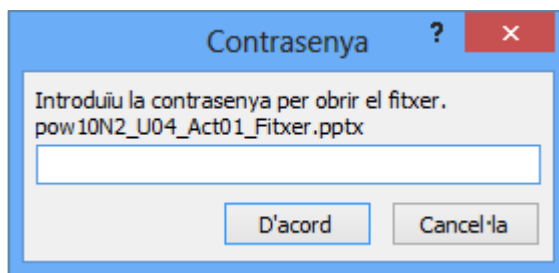 Contrasenya
?
Introduïu la contrasenya per obrir el fitxer.
pow10N2_U04_Act01_Fitxer.pptx
D'acord
Cancel·la